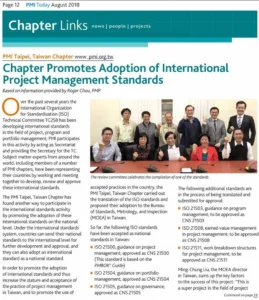 Page 12 PMI Today August 2018
Chapter Links news | people | projects
PMI Taipei, Taiwan Chapter www.pmi.org.tw
Chapter Promotes Adoption of International
Project Management Standards
Based on information provided by Roger Chou, PMP
Over the past several years the
International Organization
for Standardization (ISO)
Technical Committee TC258 has
been developing international
standards in the field of project, program
and portfolio management. PMI participates
in this activity by acting as Secretariat
and providing the Secretary for the TC.
Subject matter experts from around the
world, including members of a number
of PMI chapters, have been representing
their countries by working and meeting
together to develop, review and approve
these international standards.
The PMI Taipei, Taiwan Chapter has
found another way to participate in
the international standards activity
by promoting the adoption of these
international standards on the national
level. Under the international standards
system, countries can send their national
standards to the international level for
further development and approval, and
they can also adopt an international
standard as a national standard.
In order to promote the adoption of
international standards and thus
increase the understanding and acceptance
of the practice of project management
in Taiwan, and to promote the use of
The review committee celebrates the completion of one of the standards.
accepted practices in the country, the
PMI Taipei, Taiwan Chapter carried out
the translation of the ISO standards and
proposed their adoption to the Bureau
of Standards, Metrology, and Inspection
(MOEA) to Taiwan.
So far, the following ISO standards
have been accepted as national
standards in Taiwan:
• ISO 21500, guidance on project
management, approved as CNS 21500
(This standard is based on the
PMBOK® Guide)
• ISO 21504, guidance on portfolio
management, approved as CNS 21504
• ISO 21505, guidance on governance,
approved as CNS 21505
The following additional standards are
in the process of being translated and
submitted for approval:
• ISO 21503, guidance on program
management, to be approved as
CNS 21503
• ISO 21508, earned value management
in project management, to be approved
as CNS 21508
• ISO 21511, work breakdown structures
for project management, to be approved
as CNS 21511
Ming-Chung Liu, the MOEA director
in Taiwan, sums up the key factors
to the success of this project: "This is
a super project in the field of project
(continued on page 13)